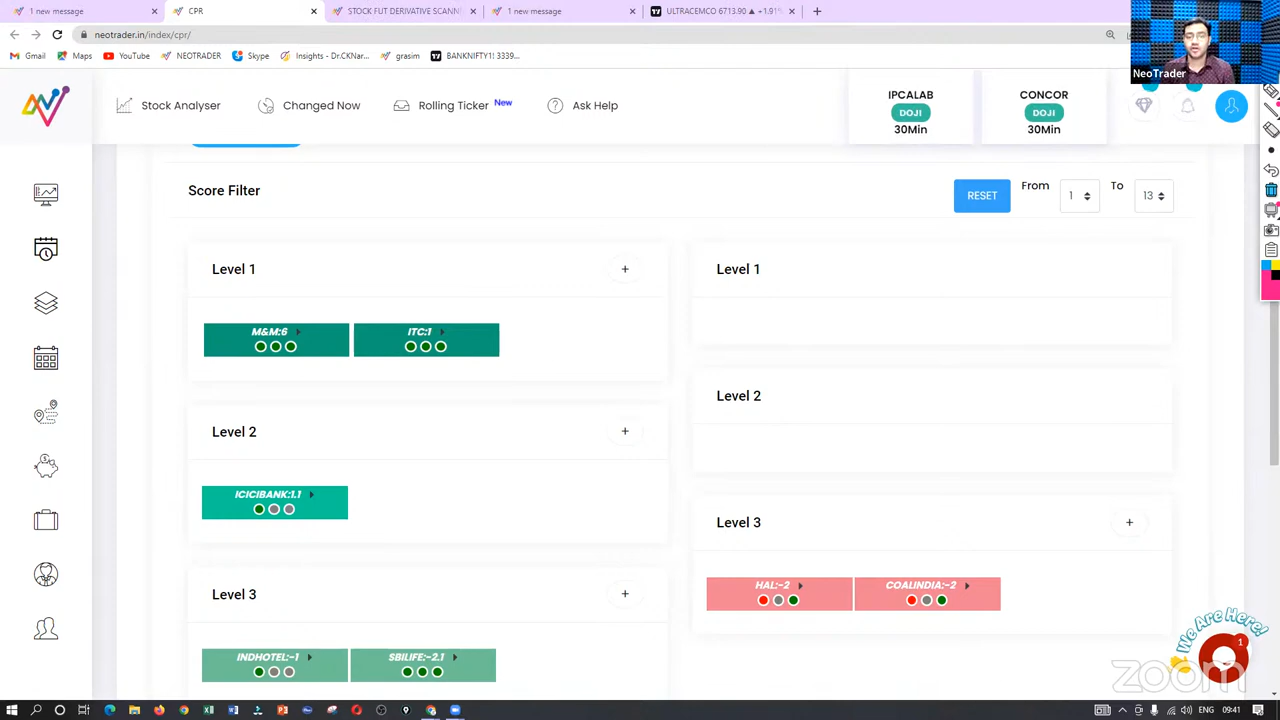 1 new message
CPR
STOCK FUT DERIVATIVE SCANN
1 new message
ULTRACEMCO 6713.90 ▲ +1.91%
neotrader.in/index/cpr/
Gmail
Maps
YouTube
NEOTRADER
Skype
Insights - Dr.CKNar...
grasim
BANKNIFTY
NeoTrader
Stock Analyser
Changed Now
Rolling Ticker New
Ask Help
IPCALAB
DOJI
30Min
CONCOR
DOJI
30Min
Score Filter
RESET
From
1
To
13
Level 1
+
M&M:6
ITC:1
Level 2
+
ICICIBANK:1.1
Level 3
+
INDHOTEL:-1
SBILIFE:-2.1
Level 1
Level 2
Level 3
+
HAL:-2
COALINDIA:-2
We Are Here!
1
zoom
ENG
09:41